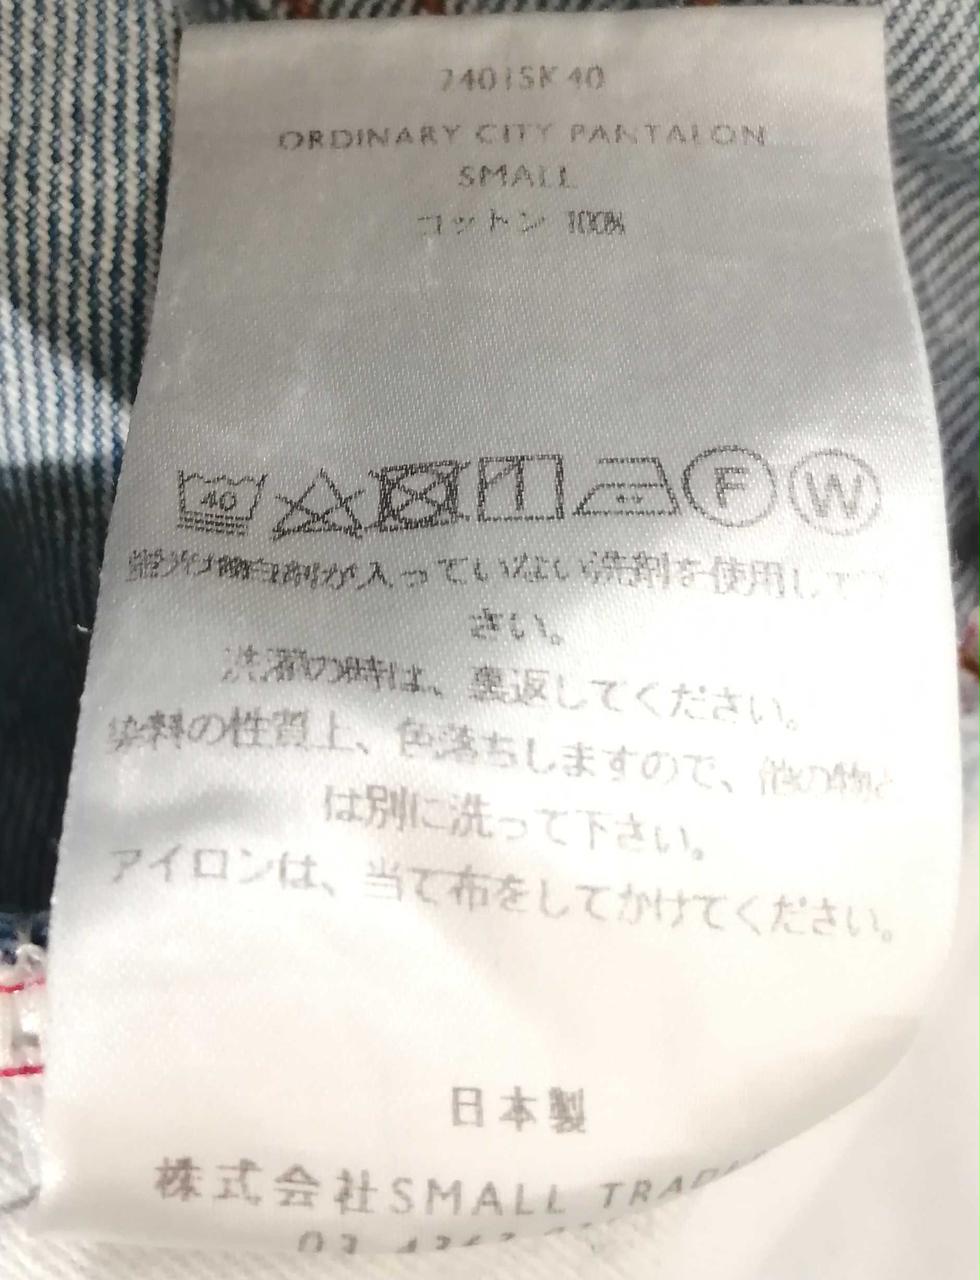 7401SK 40
ORDINARY CITY PANTALON
SMALL
コットン 100%
40 F W
蛍光増白剤が入っていない洗剤を使用して下
さい。
洗濯の時は、裏返してください。
染料の性質上、色落ちしますので、他の物と
は別に洗って下さい。
アイロンは、当て布をしてかけてください。
日本製
株式会社SMALL
03